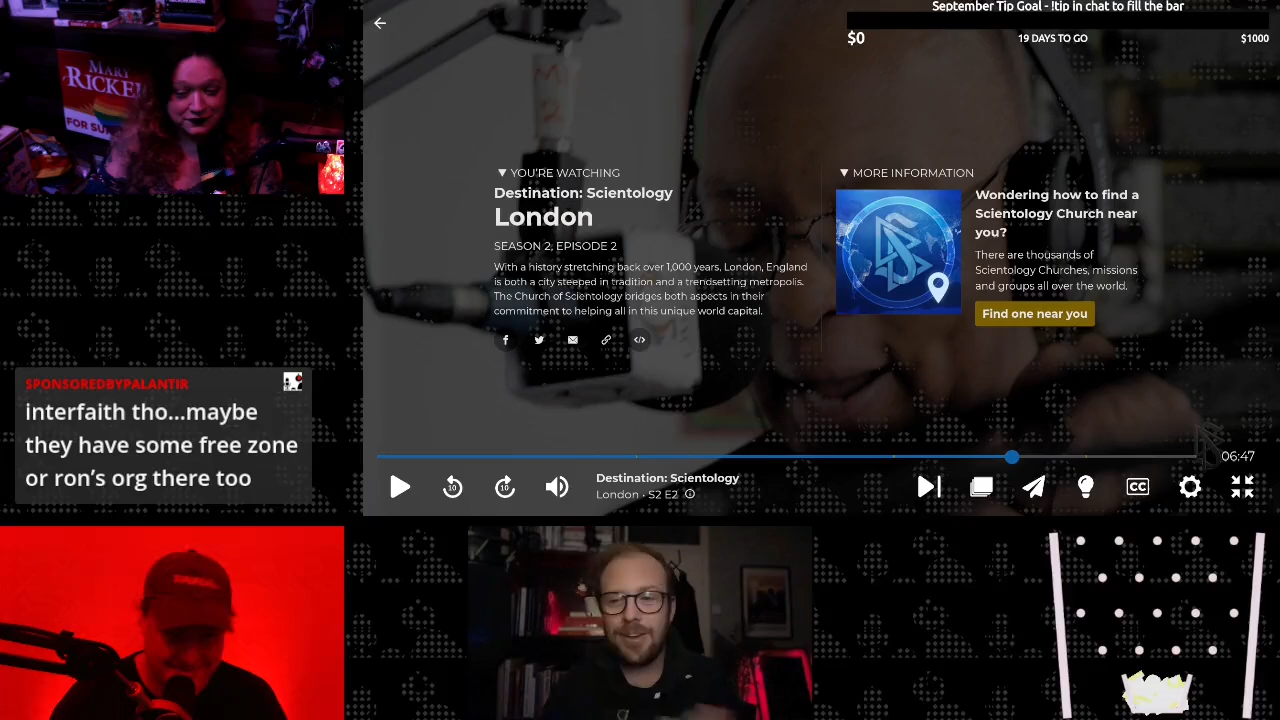 MARY
RICKE
FOR SU
September Tip Goal - !tip in chat to fill the bar
$0
19 DAYS TO GO
$1000
▼ YOU'RE WATCHING
Destination: Scientology
London
SEASON 2, EPISODE 2
With a history stretching back over 1,000 years, London, England
is both a city steeped in tradition and a trendsetting metropolis.
The Church of Scientology bridges both aspects in their
commitment to helping all in this unique world capital.
▼ MORE INFORMATION
Wondering how to find a
Scientology Church near
you?
There are thousands of
Scientology Churches, missions
and groups all over the world.
Find one near you
SPONSOREDBYPALANTIR
interfaith tho...maybe
they have some free zone
or ron's org there too
06:47
10
10
Destination: Scientology
London · S2 E2
CC